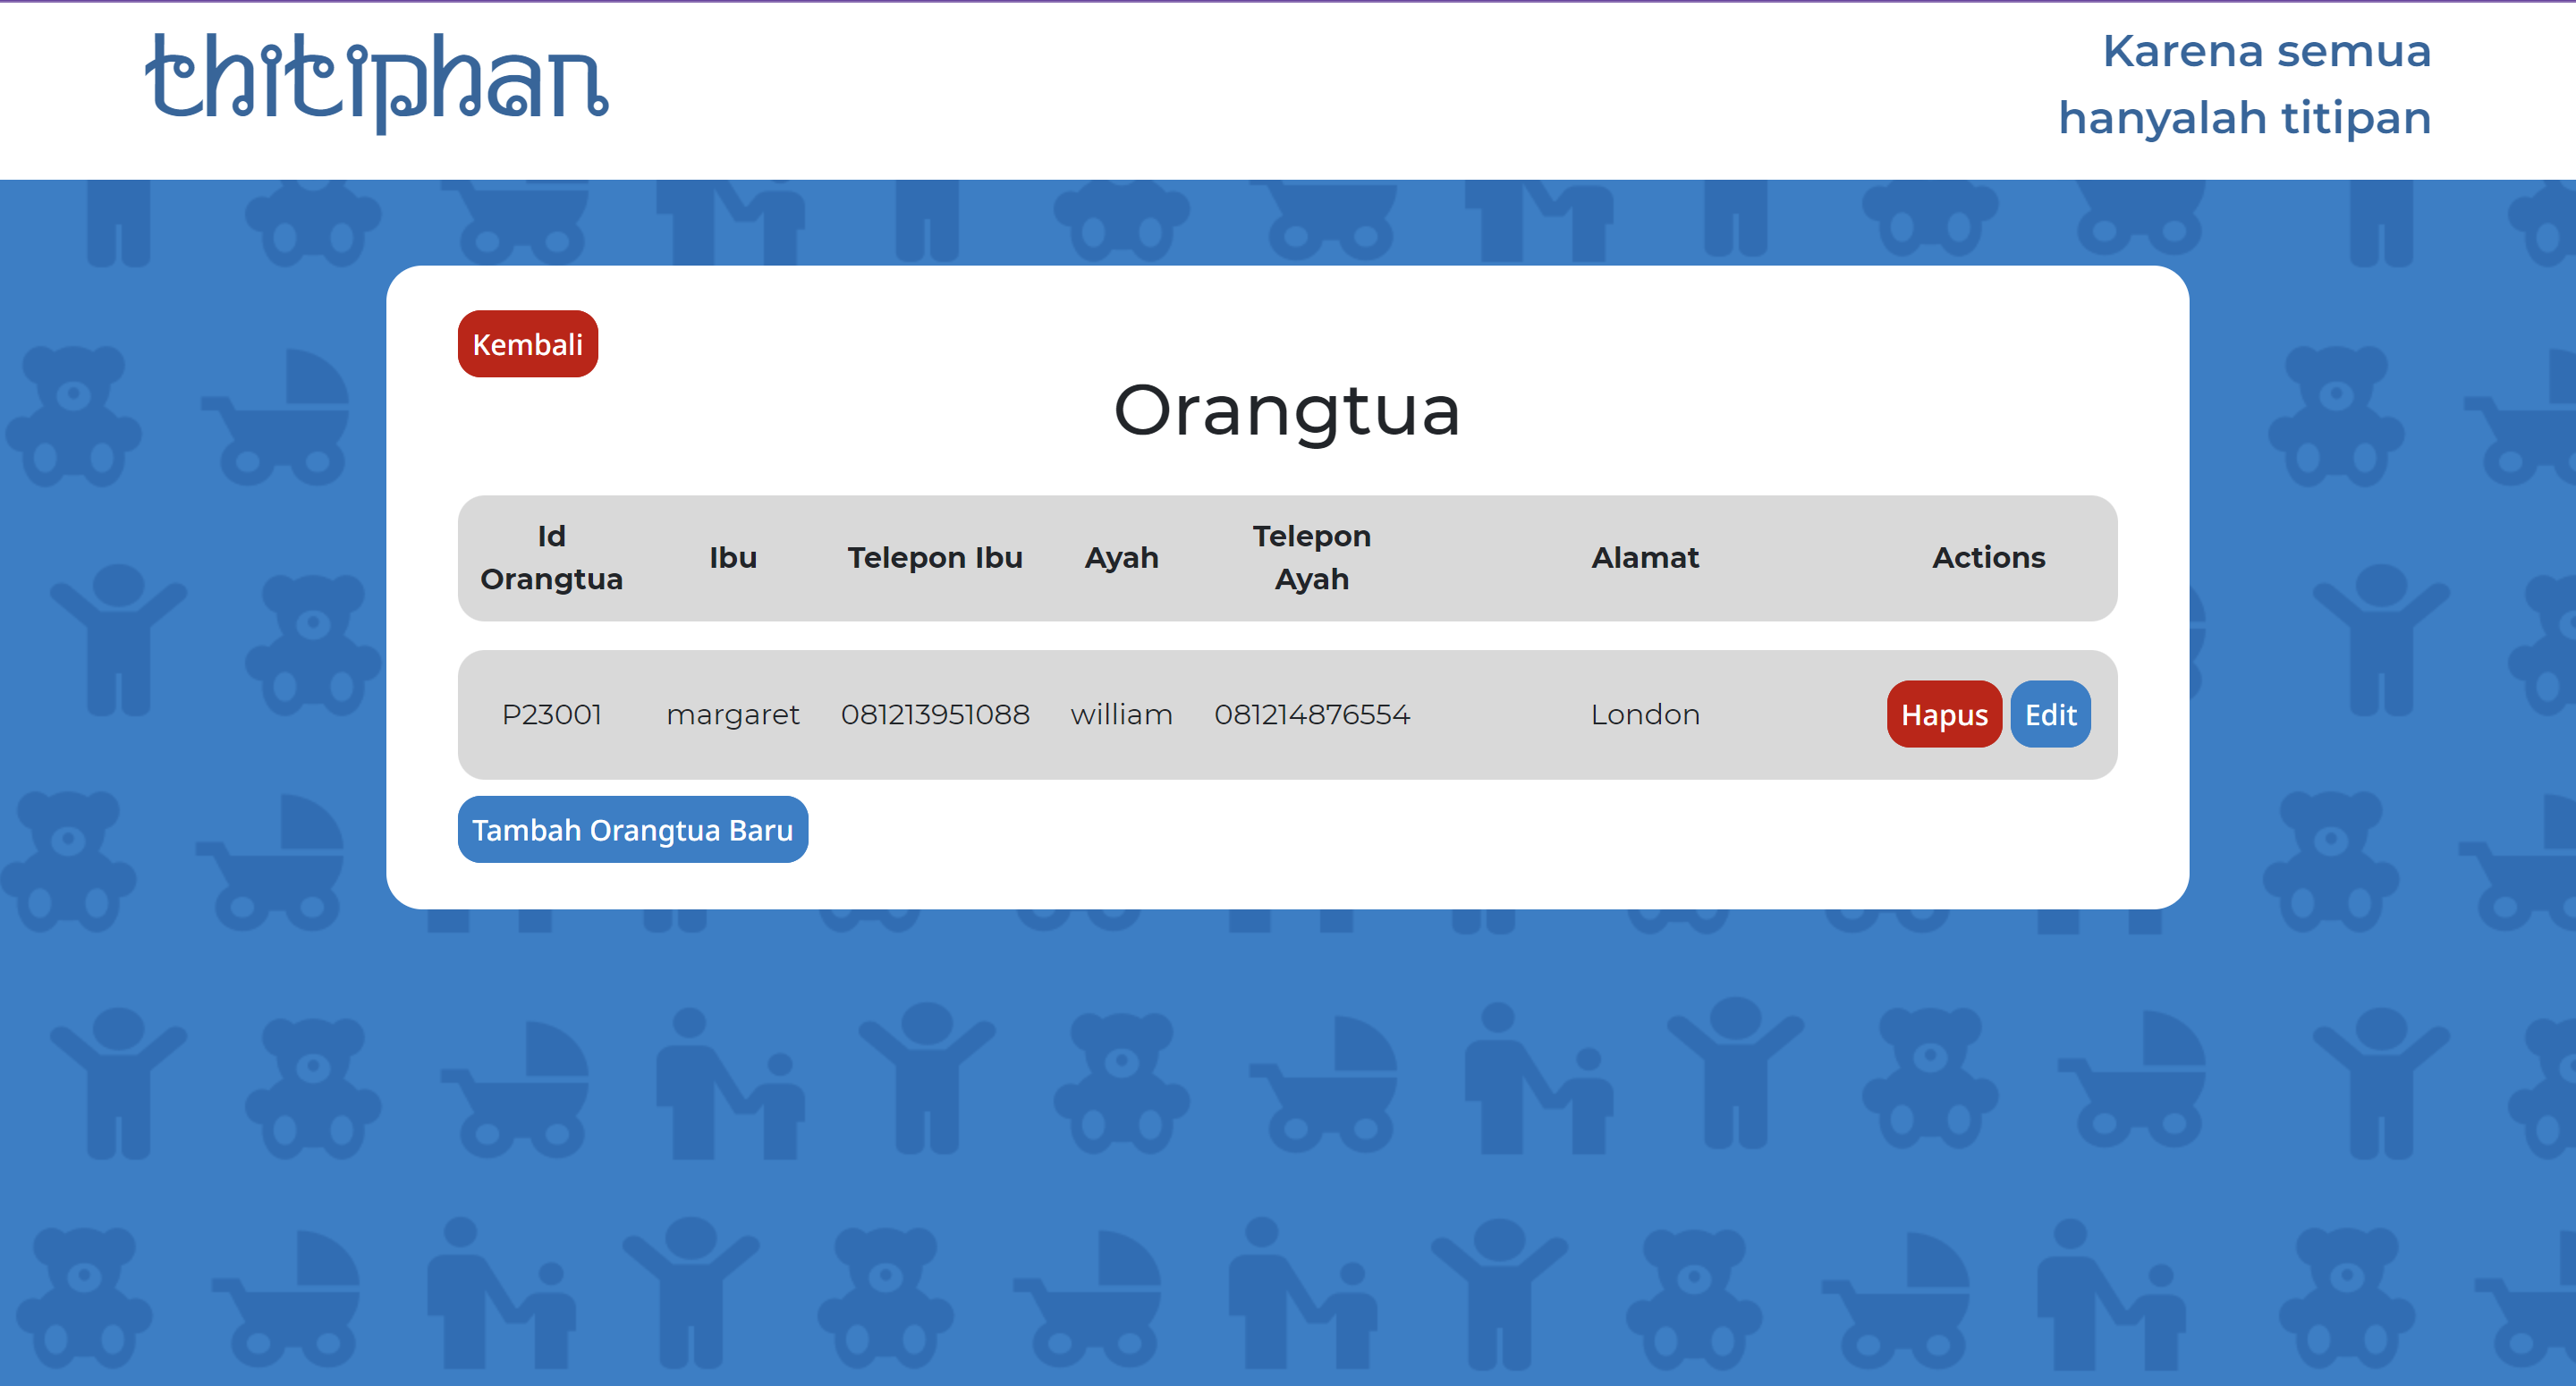 thitiphan
Karena semua
hanyalah titipan
Kembali
Orangtua
Id Orangtua Ibu Telepon Ibu Ayah Telepon Ayah Alamat Actions
P23001 margaret 081213951088 william 081214876554 London Hapus Edit
Tambah Orangtua Baru